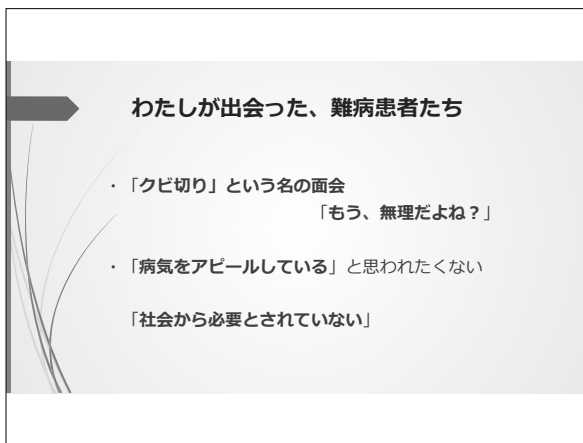 わたしが出会った、難病患者たち
・「クビ切り」という名の面会
「もう、無理だよね？」
・「病気をアピールしている」と思われたくない
「社会から必要とされていない」